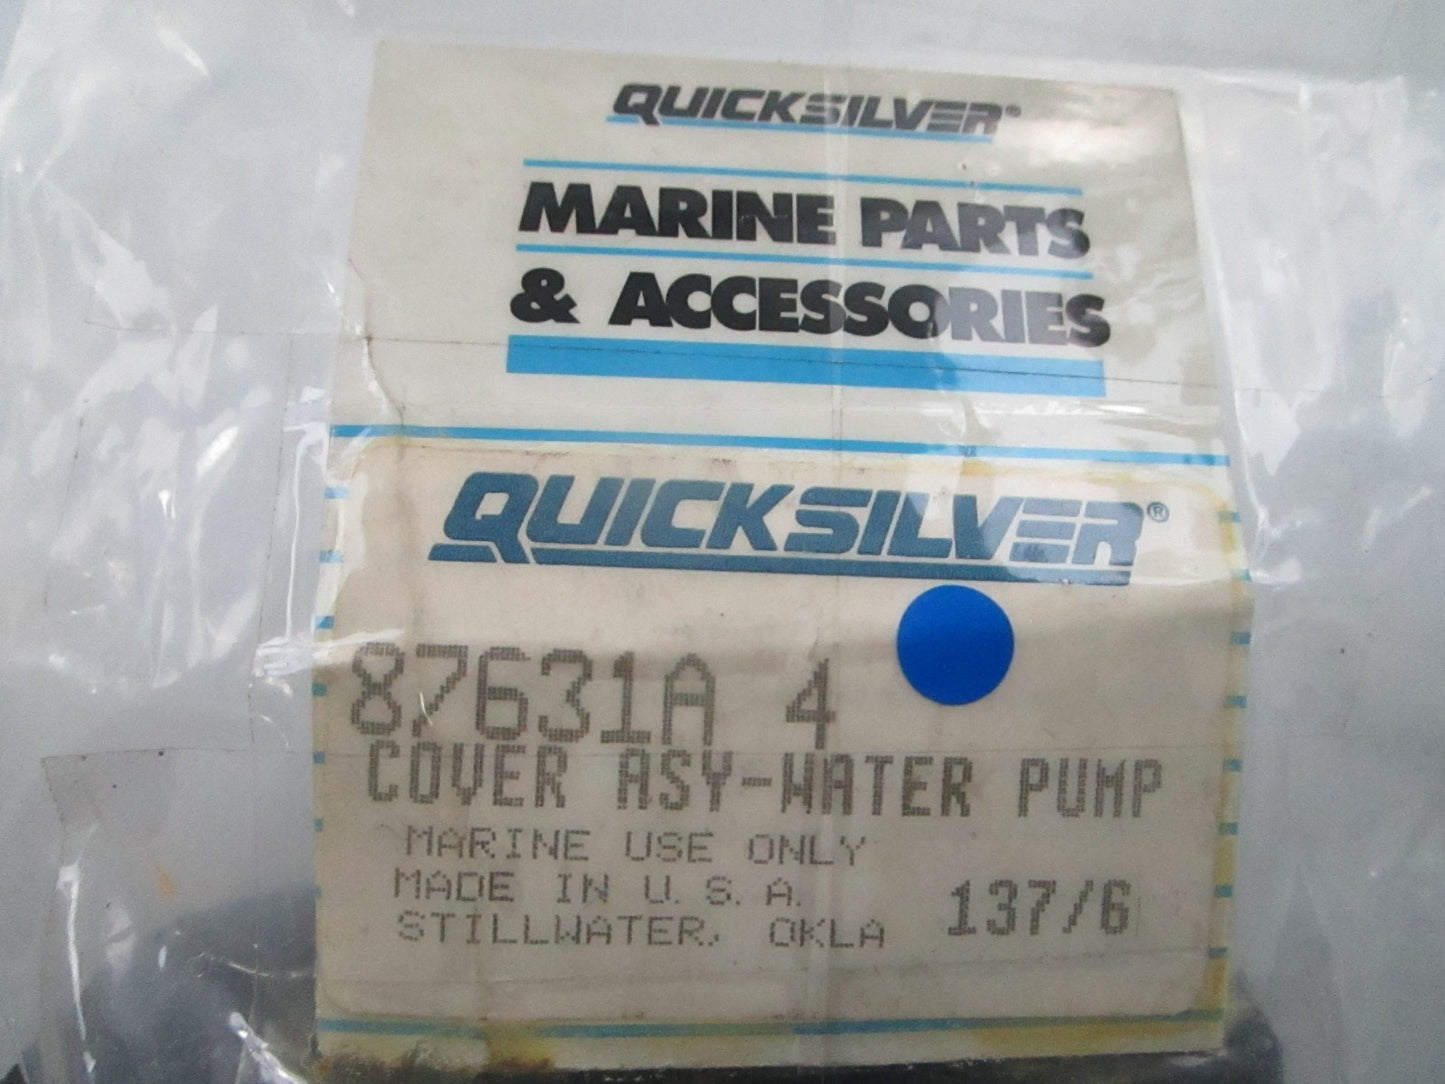 QUICKSILVER®
MARINE PARTS
& ACCESSORIES
QUICKSILVER®
87631A 4
COVER ASY-WATER PUMP
MARINE USE ONLY
MADE IN U.S.A.
STILLWATER, OKLA 137/6